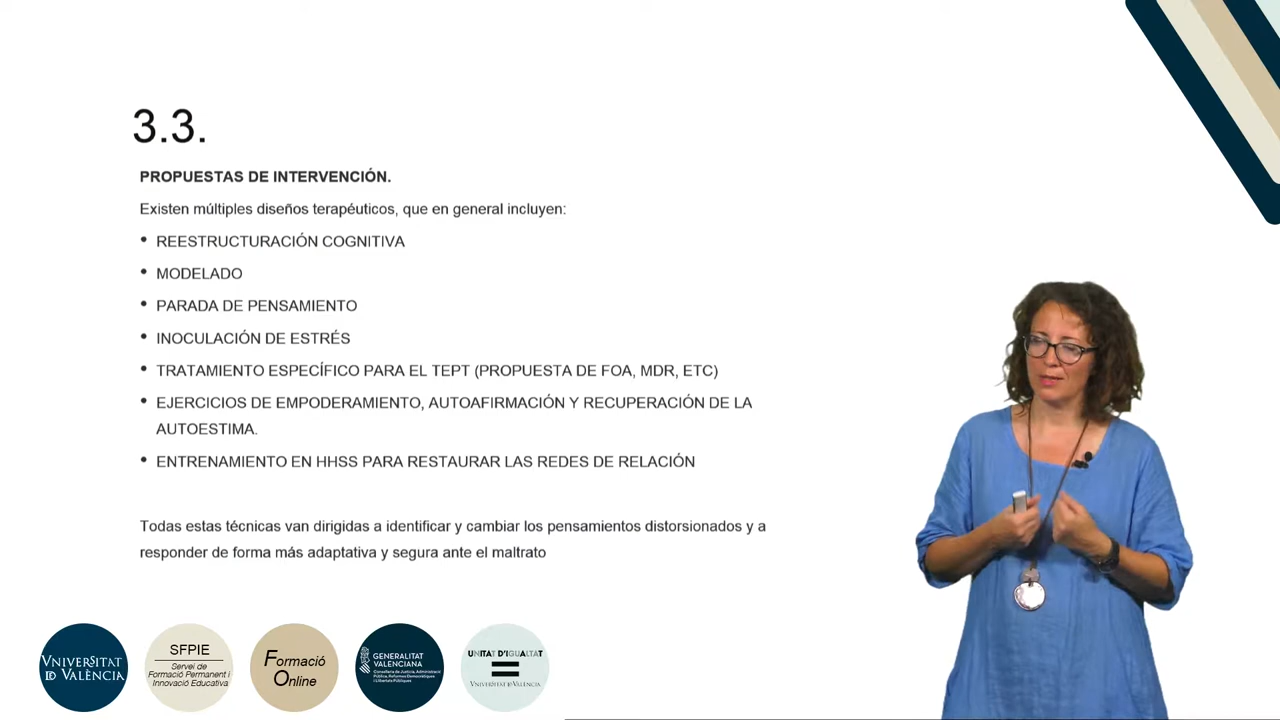 3.3.
PROPUESTAS DE INTERVENCIÓN.
Existen múltiples diseños terapéuticos, que en general incluyen:
• REESTRUCTURACIÓN COGNITIVA
• MODELADO
• PARADA DE PENSAMIENTO
• INOCULACIÓN DE ESTRÉS
• TRATAMIENTO ESPECÍFICO PARA EL TEPT (PROPUESTA DE FOA, MDR, ETC)
• EJERCICIOS DE EMPODERAMIENTO, AUTOAFIRMACIÓN Y RECUPERACIÓN DE LA
AUTOESTIMA.
• ENTRENAMIENTO EN HHSS PARA RESTAURAR LAS REDES DE RELACIÓN
Todas estas técnicas van dirigidas a identificar y cambiar los pensamientos distorsionados y a
responder de forma más adaptativa y segura ante el maltrato
VNIVERSITAT
ID VALÈNCIA
SFPIE
Servei de
Formació Permanent i
Innovació Educativa
Formació
Online
GENERALITAT
VALENCIANA
Conselleria de Justícia, Administració
Pública, Reformes Democràtiques
i Llibertats Públiques
UNITAT D'IGUALTAT
VNIVERSITAT ID VALÈNCIA